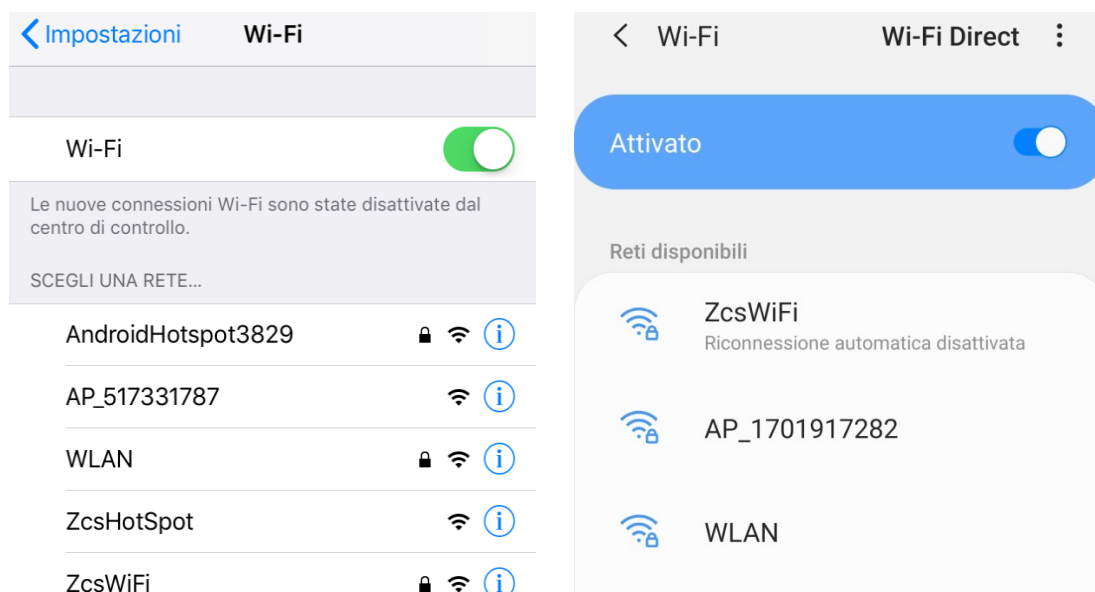 Impostazioni Wi-Fi
Wi-Fi
Le nuove connessioni Wi-Fi sono state disattivate dal
centro di controllo.
SCEGLI UNA RETE...
AndroidHotspot3829
AP_517331787
WLAN
ZcsHotSpot
ZcsWiFi
Wi-Fi Wi-Fi Direct
Attivato
Reti disponibili
ZcsWiFi
Riconnessione automatica disattivata
AP_1701917282
WLAN